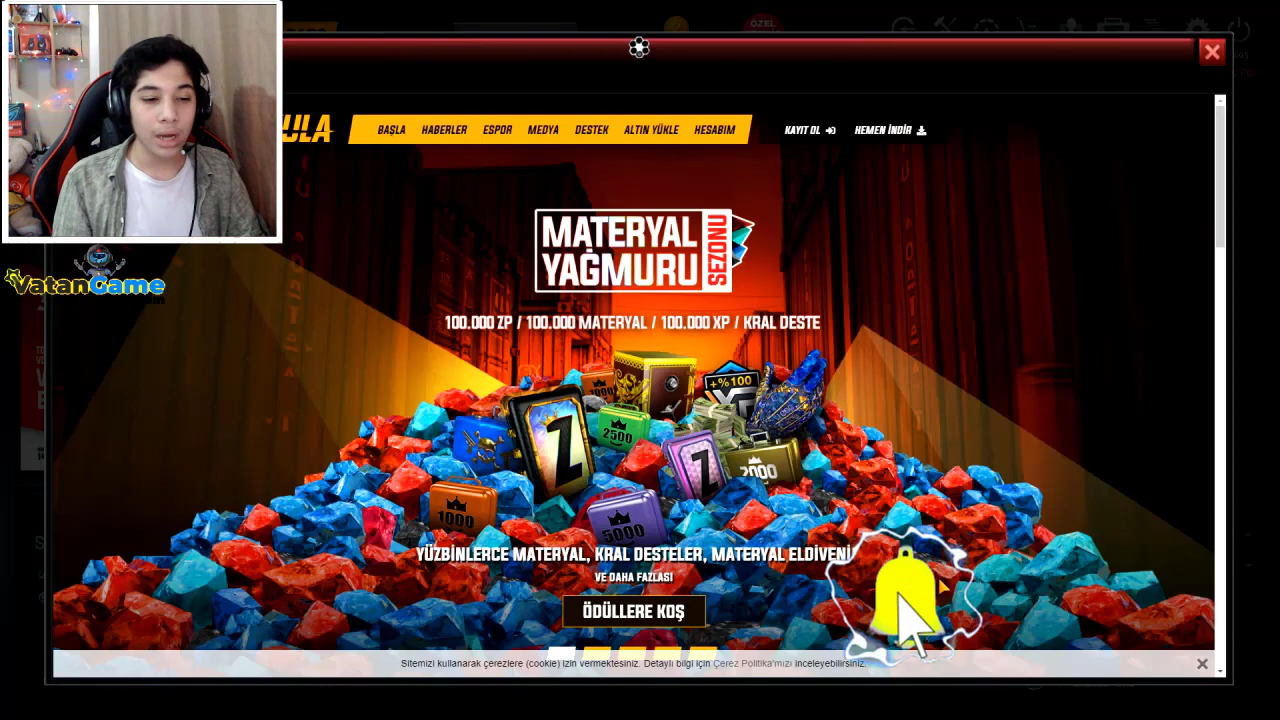 ÖZEL
ULA
BAŞLA HABERLER ESPOR MEDYA DESTEK ALTIN YÜKLE HESABIM
KAYIT OL HEMEN İNDİR
MATERYAL
YAĞMURU
SEZONU
VatanGame
100.000 ZP / 100.000 MATERYAL / 100.000 XP / KRAL DESTE
+%100
XP
1000
2500
Z
Z
2000
1000
5000
YÜZBİNLERCE MATERYAL, KRAL DESTELER, MATERYAL ELDİVENİ
VE DAHA FAZLASI
ÖDÜLLERE KOŞ
Sitemizi kullanarak çerezlere (cookie) izin vermektesiniz. Detaylı bilgi için Çerez Politika'mızı inceleyebilirsiniz.